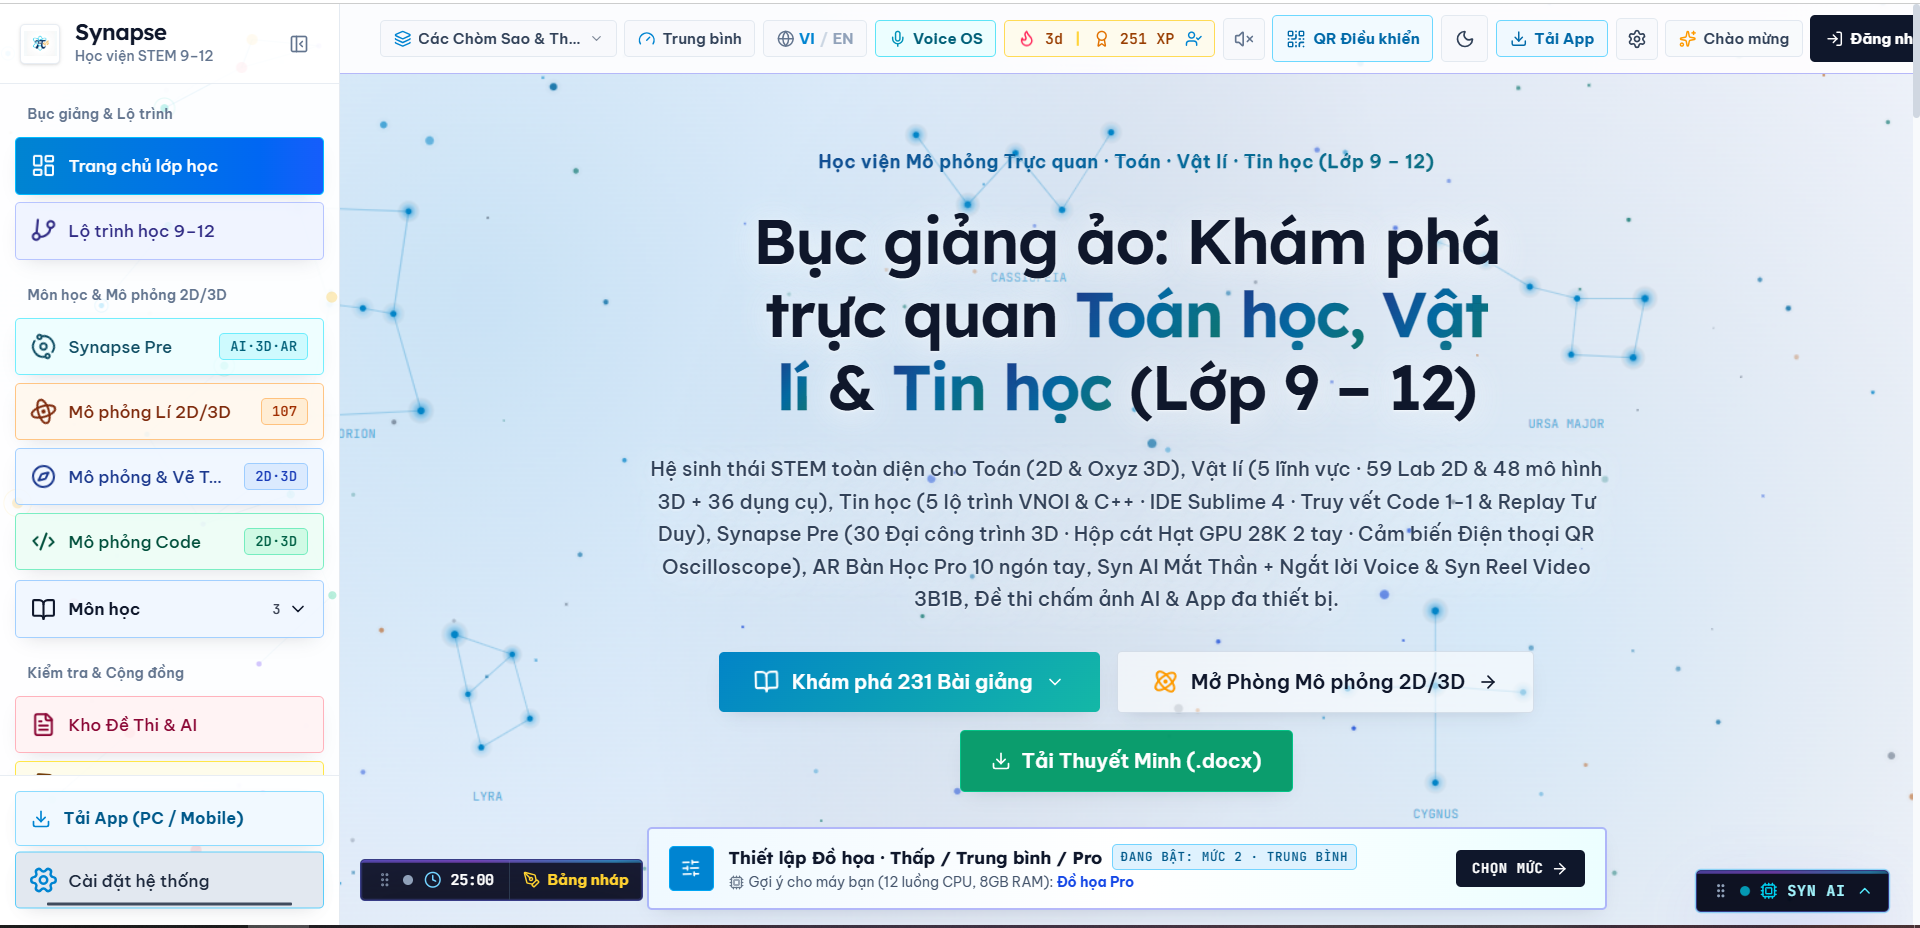 Synapse
Học viện STEM 9–12
Các Chòm Sao & Th...
Trung bình
VI / EN
Voice OS
3d | 251 XP
QR Điều khiển
Tải App
Chào mừng
Đăng nh
Bục giảng & Lộ trình
Trang chủ lớp học
Lộ trình học 9–12
Môn học & Mô phỏng 2D/3D
Synapse Pre
AI·3D·AR
Mô phỏng Lí 2D/3D
107
Mô phỏng & Vẽ T...
2D·3D
Mô phỏng Code
2D·3D
Môn học
3
Kiểm tra & Cộng đồng
Kho Đề Thi & AI
Tải App (PC / Mobile)
Cài đặt hệ thống
Học viện Mô phỏng Trực quan · Toán · Vật lí · Tin học (Lớp 9 – 12)
Bục giảng ảo: Khám phá
trực quan Toán học, Vật
lí & Tin học (Lớp 9 – 12)
CASSIOPEIA
ORION
URSA MAJOR
LYRA
CYGNUS
Hệ sinh thái STEM toàn diện cho Toán (2D & Oxyz 3D), Vật lí (5 lĩnh vực · 59 Lab 2D & 48 mô hình
3D + 36 dụng cụ), Tin học (5 lộ trình VNOI & C++ · IDE Sublime 4 · Truy vết Code 1-1 & Replay Tư
Duy), Synapse Pre (30 Đại công trình 3D · Hộp cát Hạt GPU 28K 2 tay · Cảm biến Điện thoại QR
Oscilloscope), AR Bàn Học Pro 10 ngón tay, Syn AI Mắt Thần + Ngắt lời Voice & Syn Reel Video
3B1B, Đề thi chấm ảnh AI & App đa thiết bị.
Khám phá 231 Bài giảng
Mở Phòng Mô phỏng 2D/3D
Tải Thuyết Minh (.docx)
Thiết lập Đồ họa · Thấp / Trung bình / Pro
ĐANG BẬT: MỨC 2 · TRUNG BÌNH
Gợi ý cho máy bạn (12 luồng CPU, 8GB RAM): Đồ họa Pro
CHỌN MỨC
25:00
Bảng nháp
SYN AI